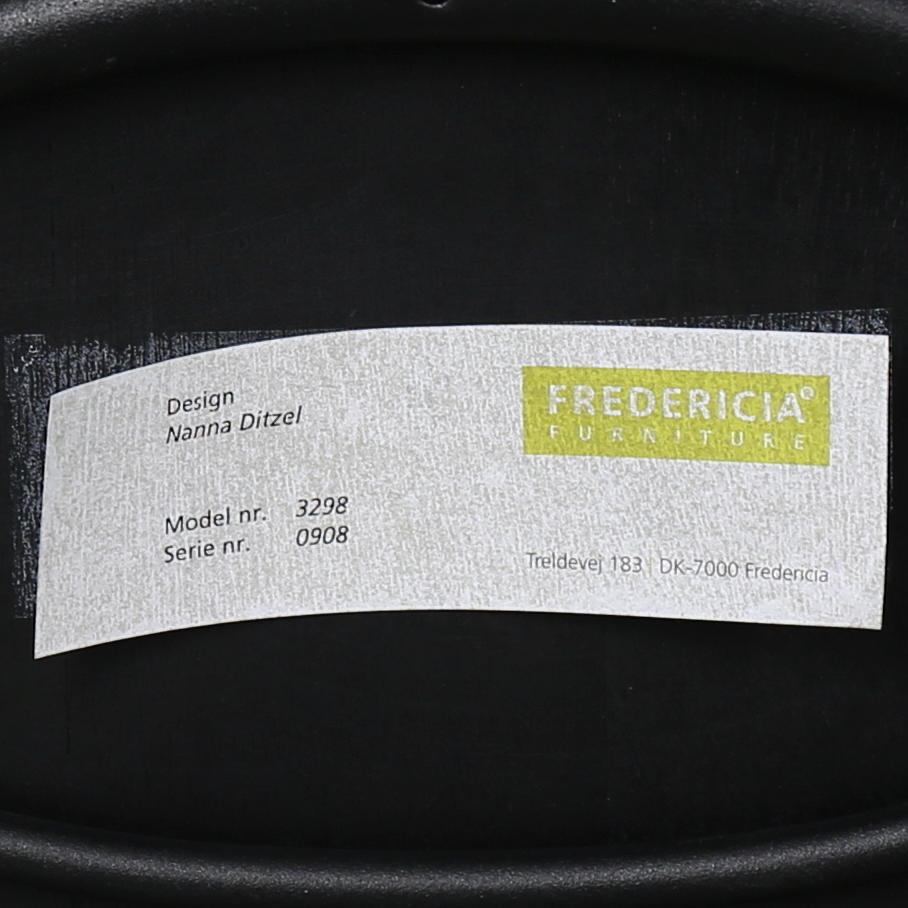 Design
Nanna Ditzel
Model nr. 3298
Serie nr. 0908
FREDERICIA®
FURNITURE
Treldevej 183 | DK-7000 Fredericia